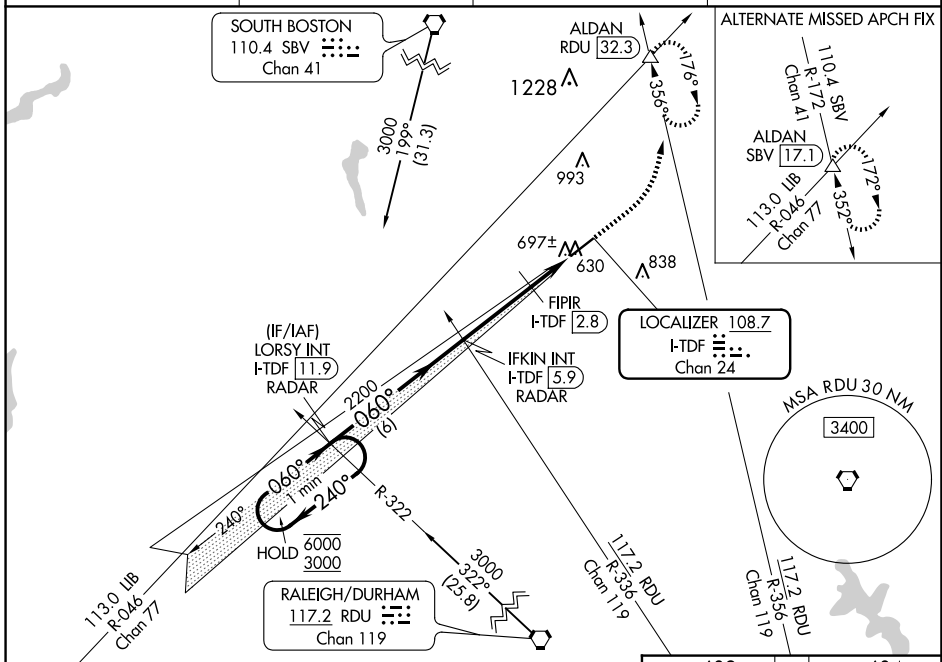 SOUTH BOSTON
110.4 SBV
Chan 41
3000
199°
(31.3)
ALDAN
RDU 32.3
1228
176°
356°
993
697±
630
838
ALTERNATE MISSED APCH FIX
110.4 SBV
R-172
Chan 41
ALDAN
SBV 17.1
172°
352°
113.0 LIB
R-046
Chan 77
FIPIR
I-TDF 2.8
LOCALIZER 108.7
I-TDF
Chan 24
(IF/IAF)
LORSY INT
I-TDF 11.9
RADAR
IFKIN INT
I-TDF 5.9
RADAR
2200
060°
(6)
060°
1 min
240°
240°
HOLD
6000
3000
R-322
3000
322°
(25.8)
113.0 LIB
R-046
Chan 77
RALEIGH/DURHAM
117.2 RDU
Chan 119
117.2 RDU
R-336
Chan 119
117.2 RDU
R-356
Chan 119
MSA RDU 30 NM
3400